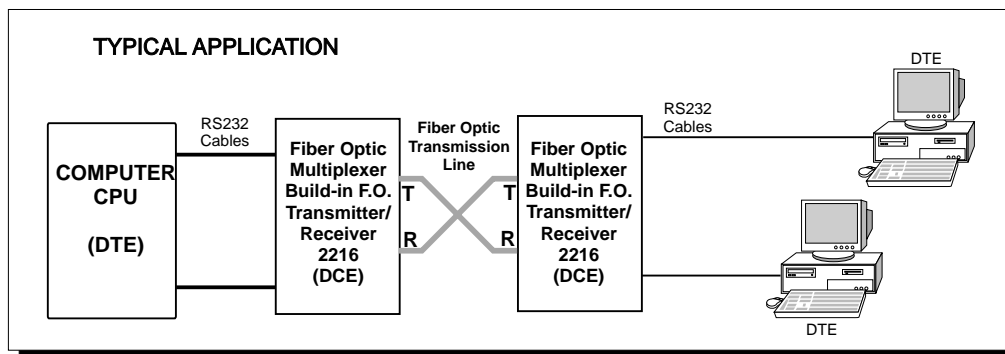 TYPICAL APPLICATION
COMPUTER
CPU
(DTE)
RS232
Cables
Fiber Optic
Multiplexer
Build-in F.O.
Transmitter/
Receiver
2216
(DCE)
T
R
Fiber Optic
Transmission
Line
T
R
Fiber Optic
Multiplexer
Build-in F.O.
Transmitter/
Receiver
2216
(DCE)
RS232
Cables
DTE
DTE